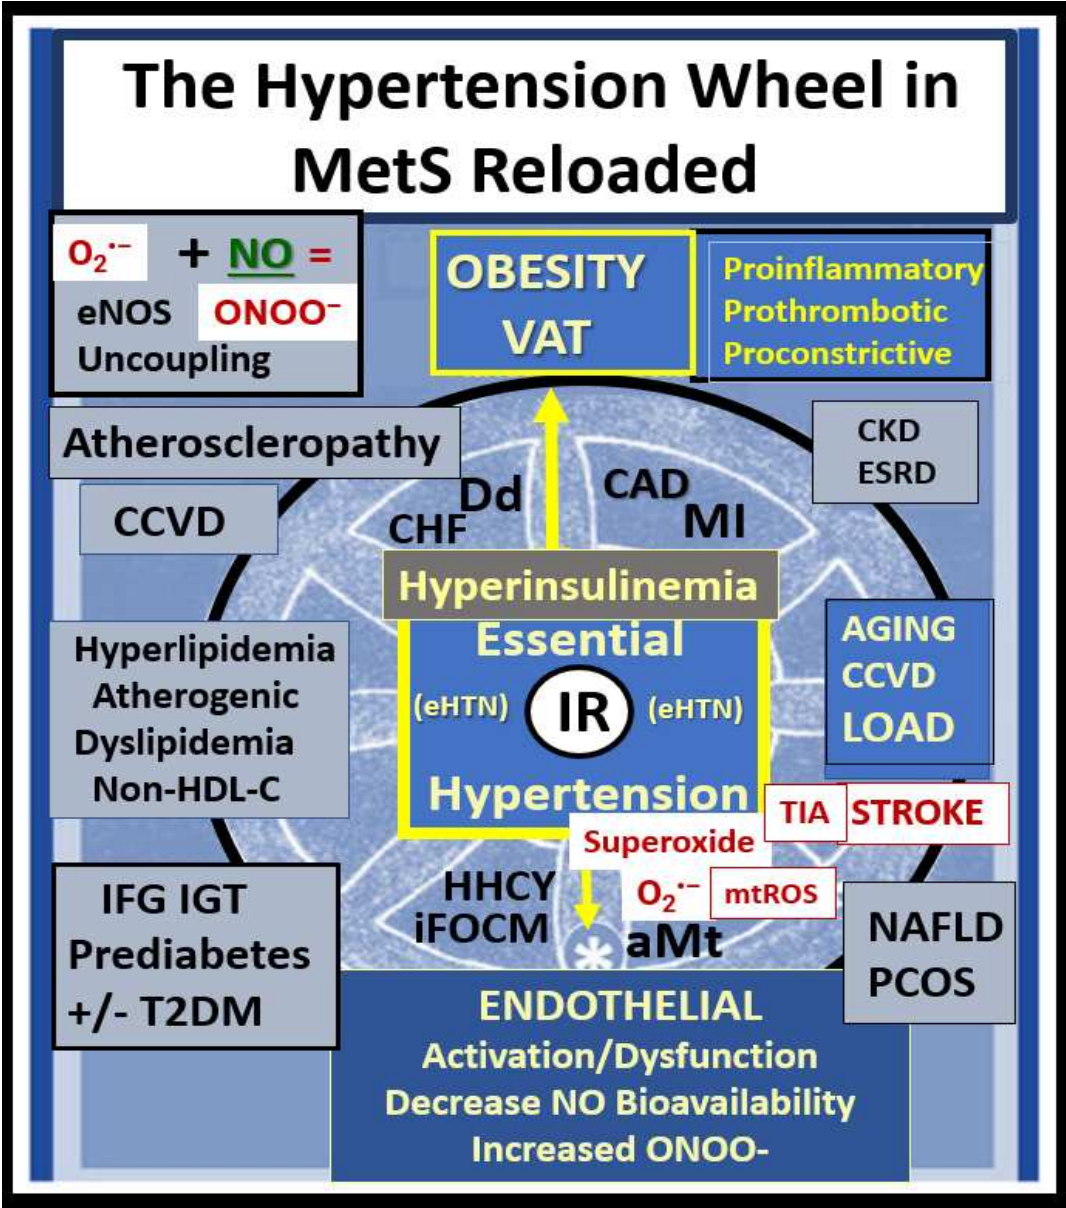 The Hypertension Wheel in
MetS Reloaded
O₂•− + NO =
eNOS ONOO−
Uncoupling
OBESITY
VAT
Proinflammatory
Prothrombotic
Proconstrictive
Atheroscleropathy
CKD
ESRD
CCVD
Dd
CHF
CAD
MI
Hyperinsulinemia
Essential
(eHTN) IR (eHTN)
Hypertension
Hyperlipidemia
Atherogenic
Dyslipidemia
Non-HDL-C
AGING
CCVD
LOAD
TIA STROKE
Superoxide
O₂•− mtROS
aMt
HHCY
iFOCM
*
IFG IGT
Prediabetes
+/- T2DM
NAFLD
PCOS
ENDOTHELIAL
Activation/Dysfunction
Decrease NO Bioavailability
Increased ONOO-